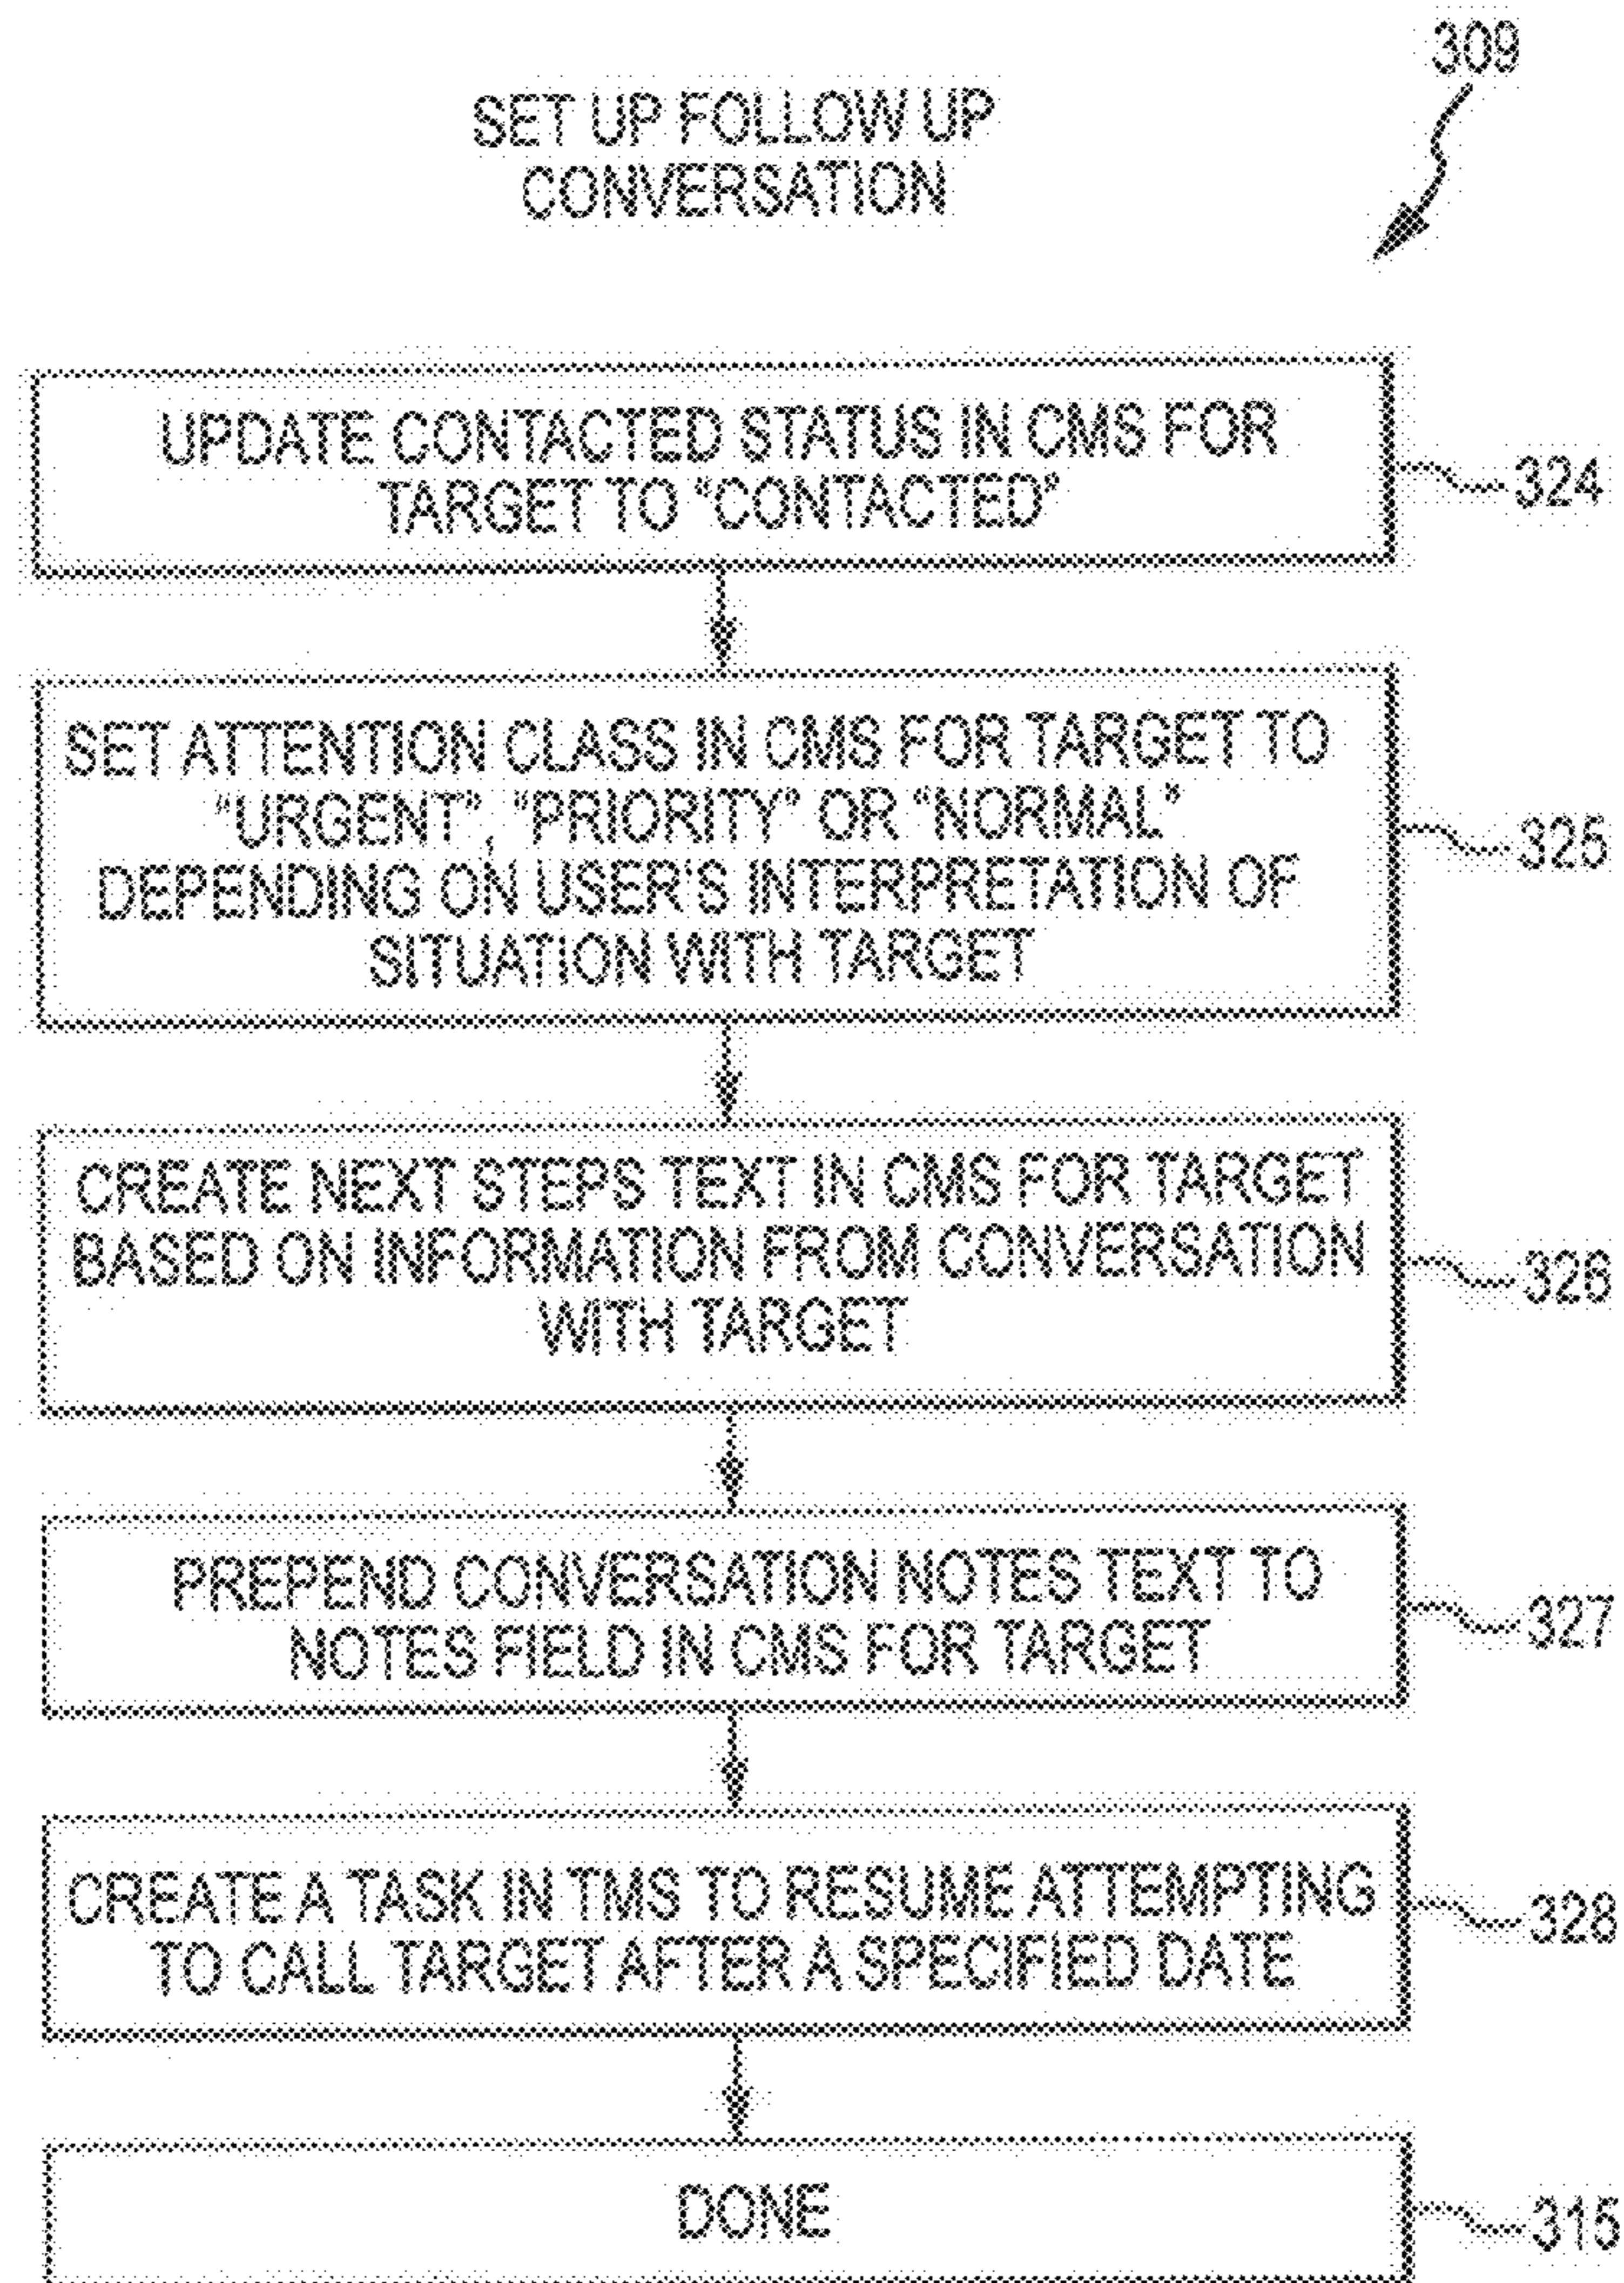 309
SET UP FOLLOW UP
CONVERSATION
UPDATE CONTACTED STATUS IN CMS FOR
TARGET TO "CONTACTED"
324
SET ATTENTION CLASS IN CMS FOR TARGET TO
"URGENT", "PRIORITY" OR "NORMAL"
DEPENDING ON USER'S INTERPRETATION OF
SITUATION WITH TARGET
325
CREATE NEXT STEPS TEXT IN CMS FOR TARGET
BASED ON INFORMATION FROM CONVERSATION
WITH TARGET
326
PREPEND CONVERSATION NOTES TEXT TO
NOTES FIELD IN CMS FOR TARGET
327
CREATE A TASK IN TMS TO RESUME ATTEMPTING
TO CALL TARGET AFTER A SPECIFIED DATE
328
DONE
315